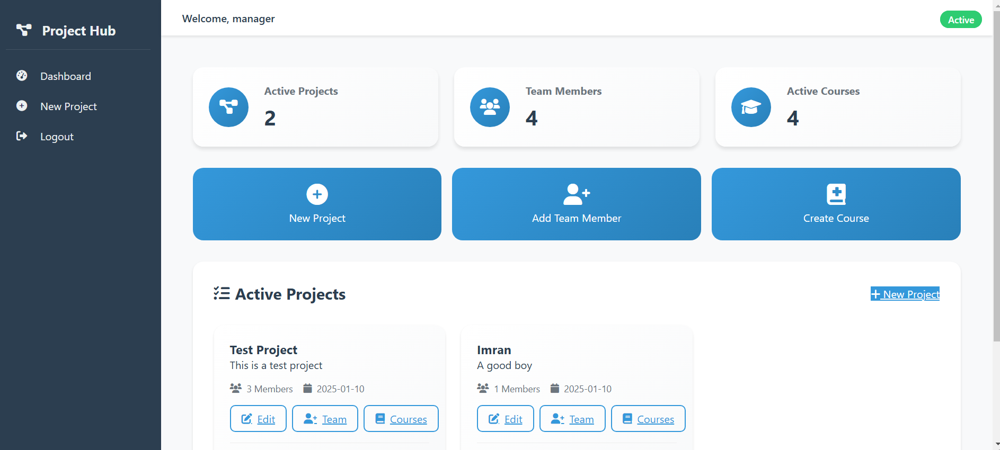 Project Hub
Dashboard
New Project
Logout
Welcome, manager
Active
Active Projects
2
Team Members
4
Active Courses
4
New Project
Add Team Member
Create Course
Active Projects
New Project
Test Project
This is a test project
3 Members 2025-01-10
Edit Team Courses
Imran
A good boy
1 Members 2025-01-10
Edit Team Courses